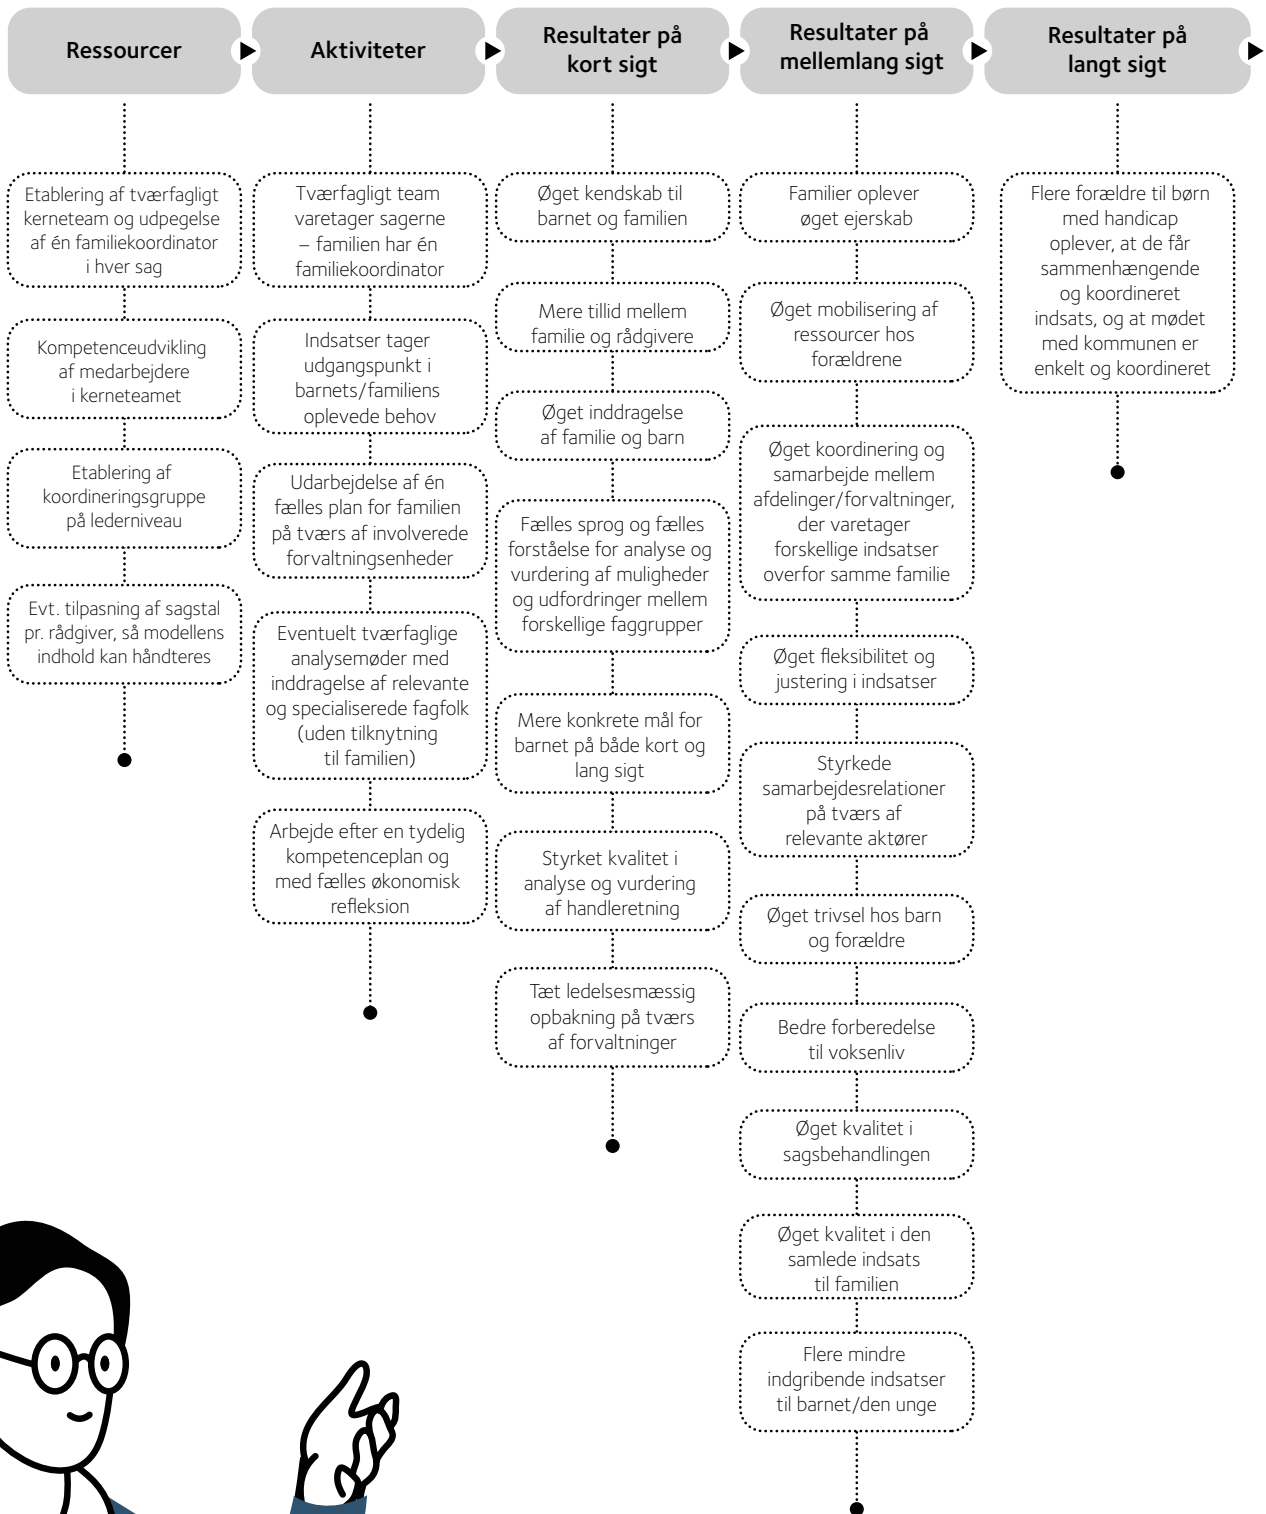 Ressourcer
Etablering af tværfagligt
kerneteam og udpegelse
af én familiekoordinator
i hver sag
Kompetenceudvikling
af medarbejdere
i kerneteamet
Etablering af
koordineringsgruppe
på lederniveau
Evt. tilpasning af sagstal
pr. rådgiver, så modellens
indhold kan håndteres
Aktiviteter
Tværfagligt team
varetager sagerne
– familien har én
familiekoordinator
Indsatser tager
udgangspunkt i
barnets/familiens
oplevede behov
Udarbejdelse af én
fælles plan for familien
på tværs af involverede
forvaltningsenheder
Eventuelt tværfaglige
analysemøder med
inddragelse af relevante
og specialiserede fagfolk
(uden tilknytning
til familien)
Arbejde efter en tydelig
kompetenceplan og
med fælles økonomisk
refleksion
Resultater på
kort sigt
Øget kendskab til
barnet og familien
Mere tillid mellem
familie og rådgivere
Øget inddragelse
af familie og barn
Fælles sprog og fælles
forståelse for analyse og
vurdering af muligheder
og udfordringer mellem
forskellige faggrupper
Mere konkrete mål for
barnet på både kort og
lang sigt
Styrket kvalitet i
analyse og vurdering
af handleretning
Tæt ledelsesmæssig
opbakning på tværs
af forvaltninger
Resultater på
mellemlang sigt
Familier oplever
øget ejerskab
Øget mobilisering af
ressourcer hos
forældrene
Øget koordinering og
samarbejde mellem
afdelinger/forvaltninger,
der varetager
forskellige indsatser
overfor samme familie
Øget fleksibilitet og
justering i indsatser
Styrkede
samarbejdesrelationer
på tværs af
relevante aktører
Øget trivsel hos barn
og forældre
Bedre forberedelse
til voksenliv
Øget kvalitet i
sagsbehandlingen
Øget kvalitet i den
samlede indsats
til familien
Flere mindre
indgribende indsatser
til barnet/den unge
Resultater på
langt sigt
Flere forældre til børn
med handicap
oplever, at de får
sammenhængende
og koordineret
indsats, og at mødet
med kommunen er
enkelt og koordineret